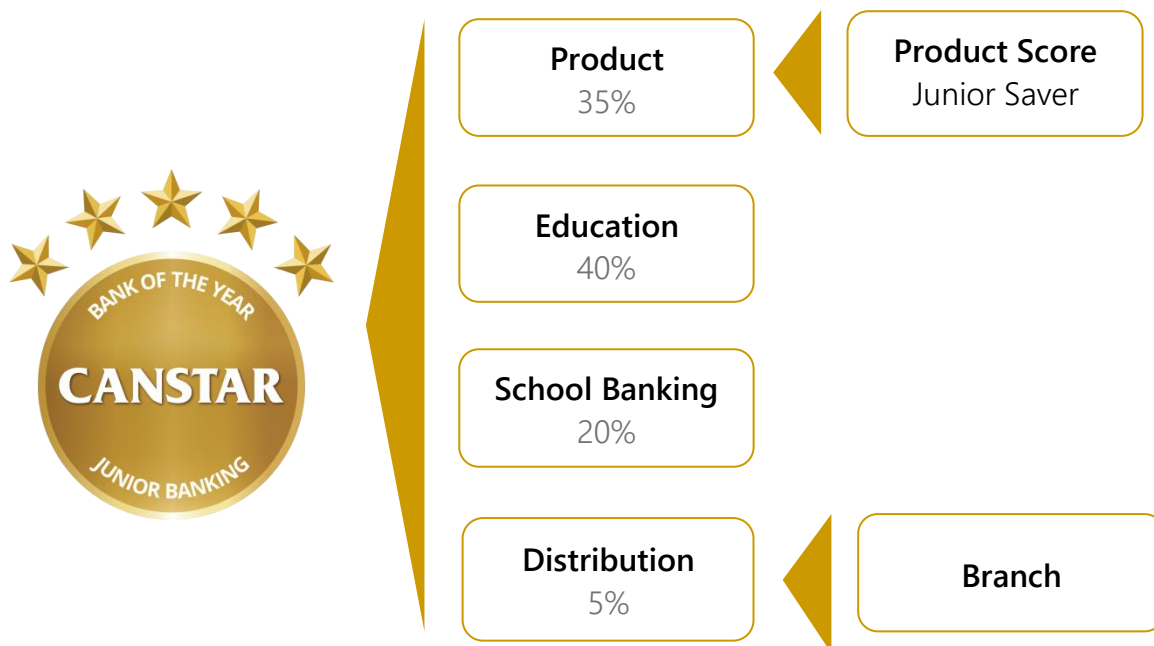 BANK OF THE YEAR
CANSTAR
JUNIOR BANKING
Product
35%
Product Score
Junior Saver
Education
40%
School Banking
20%
Distribution
5%
Branch